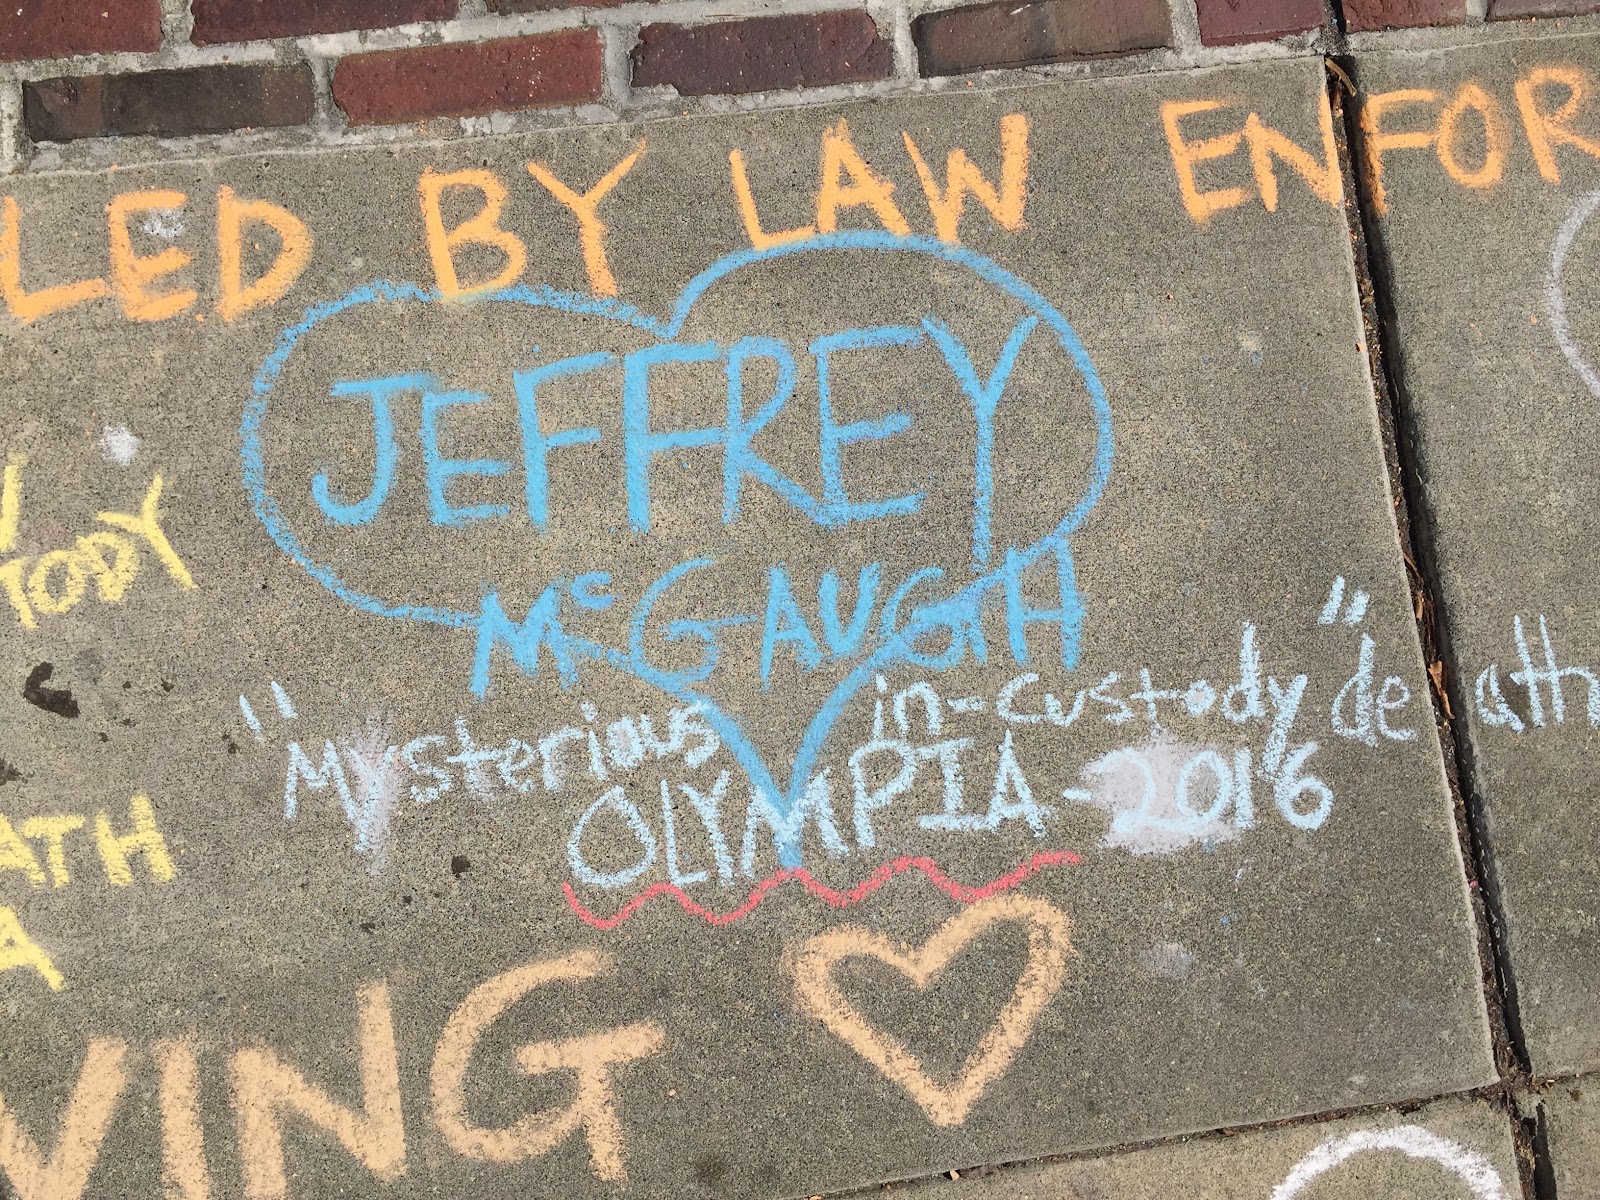 LED BY LAW ENFOR
JEFFREY
McGAUGH
TODY
"Mysterious in-custody" death
OLYMPIA-2016
ATH
A
VING